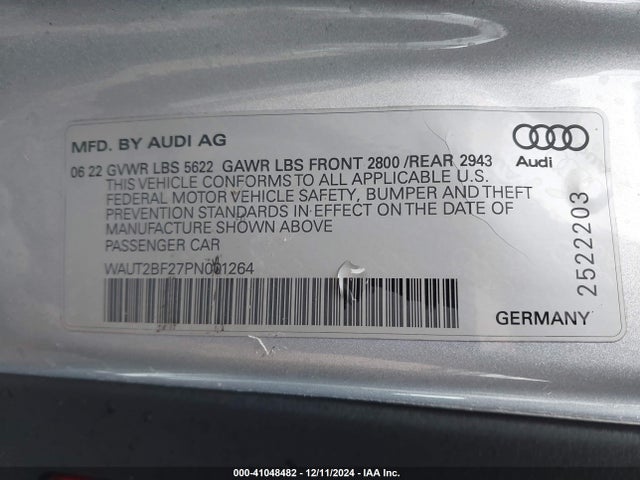 MFD. BY AUDI AG
06 22 GVWR LBS 5622 GAWR LBS FRONT 2800 /REAR 2943
THIS VEHICLE CONFORMS TO ALL APPLICABLE U.S.
FEDERAL MOTOR VEHICLE SAFETY, BUMPER AND THEFT
PREVENTION STANDARDS IN EFFECT ON THE DATE OF
MANUFACTURE SHOWN ABOVE
PASSENGER CAR
WAUT2BF27PN001264
Audi
2522203
GERMANY
000-41048482 - 12/11/2024 - IAA Inc.